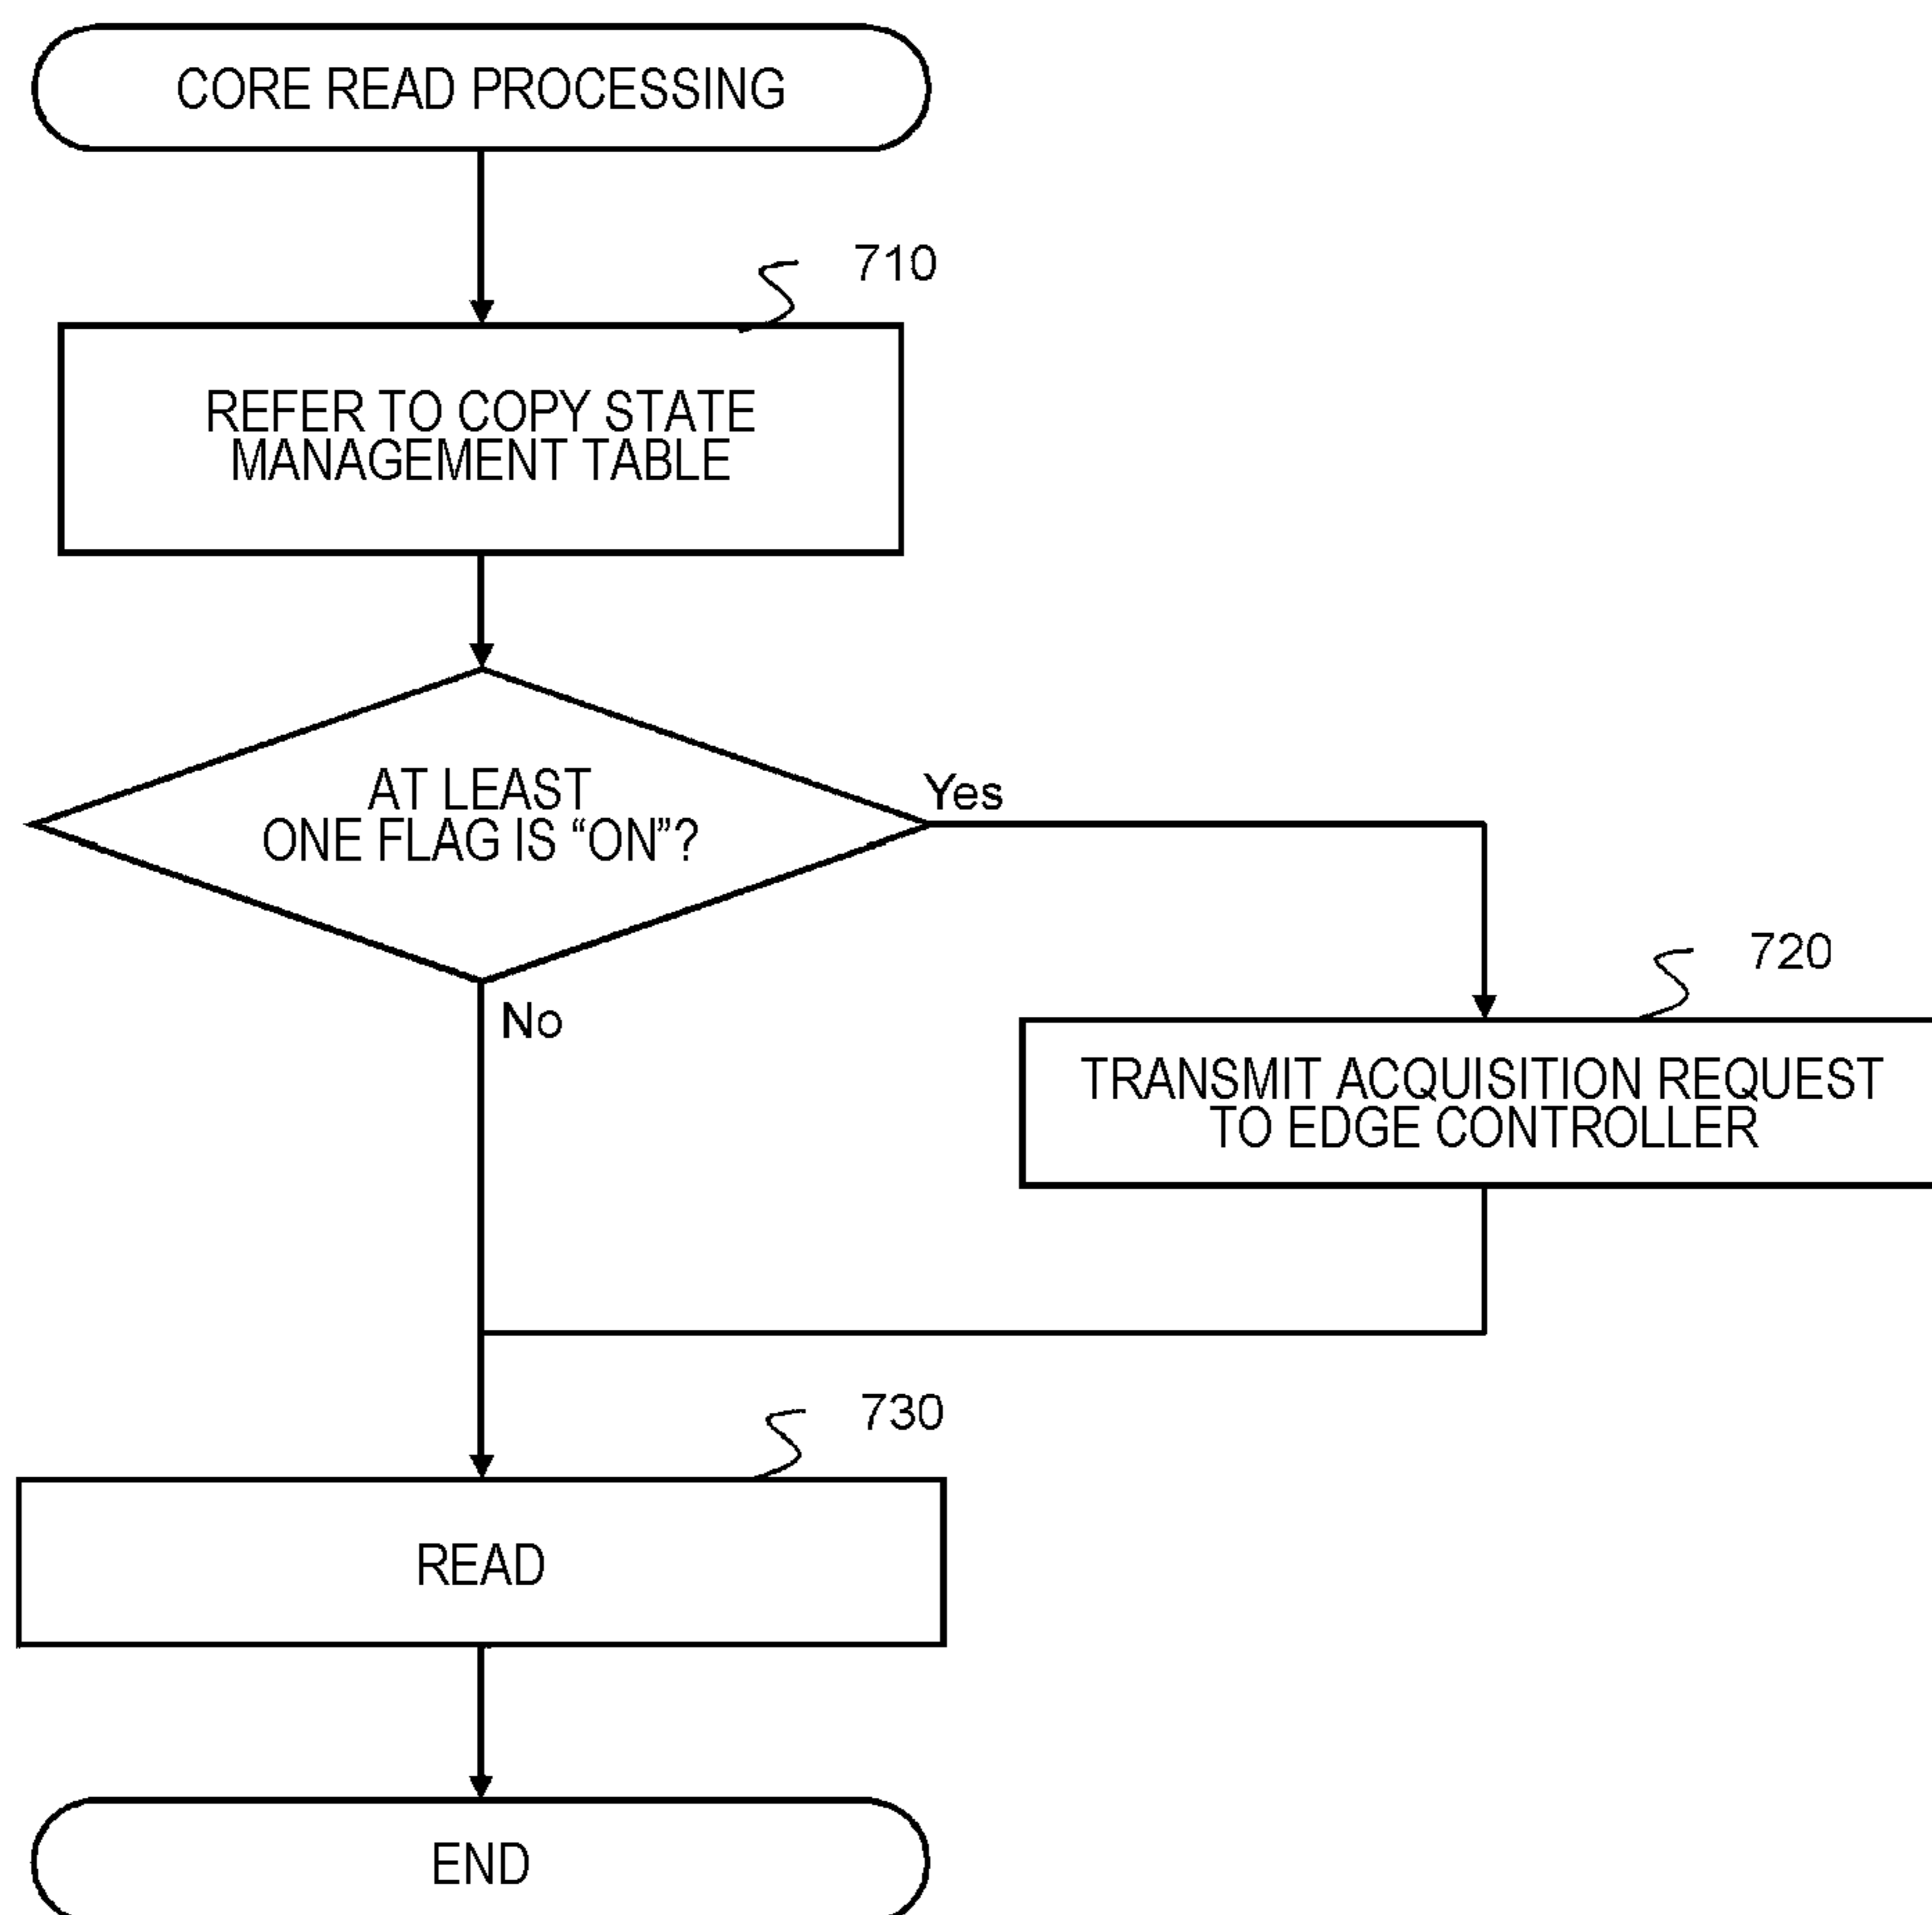 CORE READ PROCESSING
710
REFER TO COPY STATE
MANAGEMENT TABLE
AT LEAST
ONE FLAG IS “ON”?
Yes
No
720
TRANSMIT ACQUISITION REQUEST
TO EDGE CONTROLLER
730
READ
END